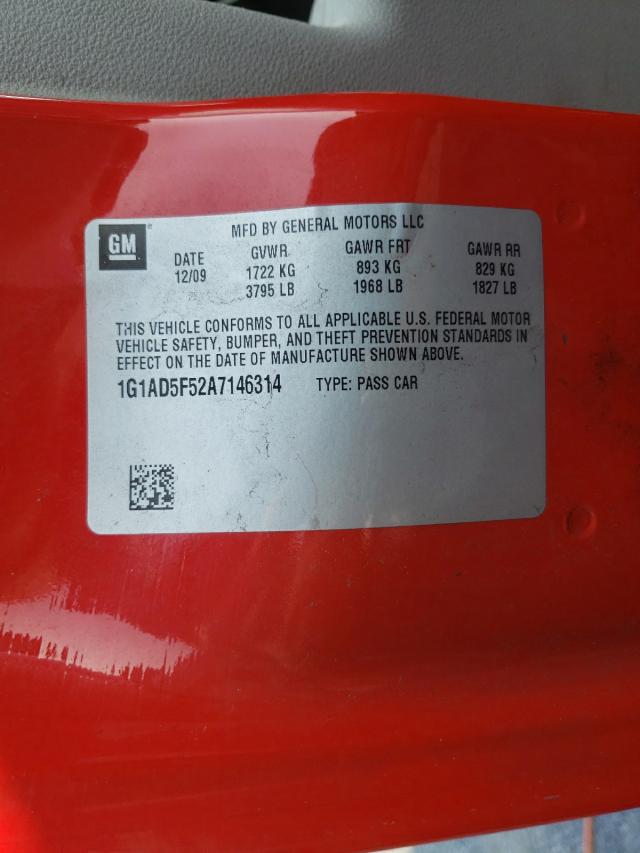 GM
MFD BY GENERAL MOTORS LLC
DATE GVWR GAWR FRT GAWR RR
12/09 1722 KG 893 KG 829 KG
3795 LB 1968 LB 1827 LB
THIS VEHICLE CONFORMS TO ALL APPLICABLE U.S. FEDERAL MOTOR
VEHICLE SAFETY, BUMPER, AND THEFT PREVENTION STANDARDS IN
EFFECT ON THE DATE OF MANUFACTURE SHOWN ABOVE.
1G1AD5F52A7146314 TYPE: PASS CAR